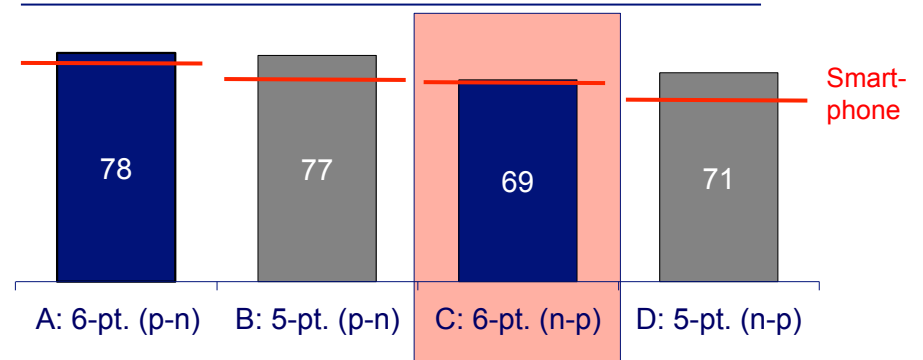 78
77
69
71
Smart-
phone
A: 6-pt. (p-n)
B: 5-pt. (p-n)
C: 6-pt. (n-p)
D: 5-pt. (n-p)